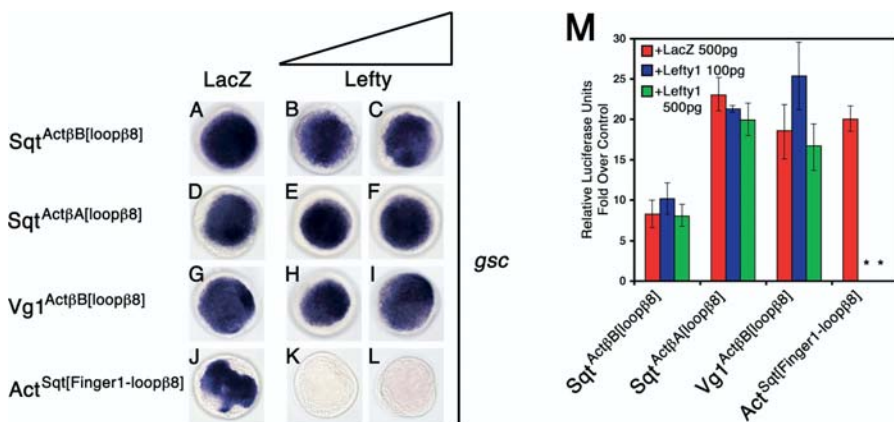 LacZ
Lefty
A
B
C
Sqt^ActβB[loopβ8]
D
E
F
Sqt^ActβA[loopβ8]
G
H
I
Vg1^ActβB[loopβ8]
J
K
L
Act^Sqt[Finger1-loopβ8]
gsc
M
+LacZ 500pg
+Lefty1 100pg
+Lefty1
500pg
Relative Luciferase Units
Fold Over Control
30
25
20
15
10
5
0
* *
Sqt^ActβB[loopβ8]
Sqt^ActβA[loopβ8]
Vg1^ActβB[loopβ8]
Act^Sqt[Finger1-loopβ8]